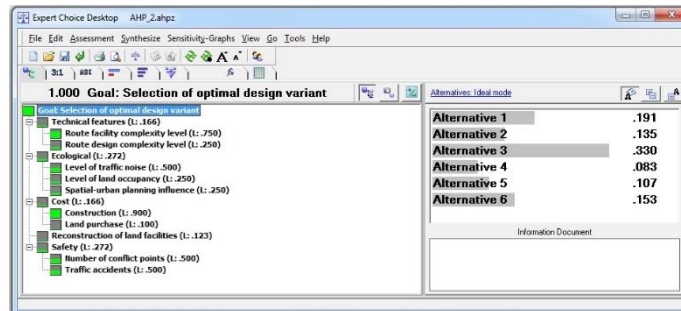 Expert Choice Desktop AHP_2.ahpz
File Edit Assessment Synthesize Sensitivity-Graphs View Go Tools Help
3:1 ABC
1.000 Goal: Selection of optimal design variant
Alternatives: Ideal mode
Goal: Selection of optimal design variant
Technical features (L: .166)
Route facility complexity level (L: .750)
Route design complexity level (L: .250)
Ecological (L: .272)
Level of traffic noise (L: .500)
Level of land occupancy (L: .250)
Spatial-urban planning influence (L: .250)
Cost (L: .166)
Construction (L: .900)
Land purchase (L: .100)
Reconstruction of land facilities (L: .123)
Safety (L: .272)
Number of conflict points (L: .500)
Traffic accidents (L: .500)
Alternative 1 .191
Alternative 2 .135
Alternative 3 .330
Alternative 4 .083
Alternative 5 .107
Alternative 6 .153
Information Document